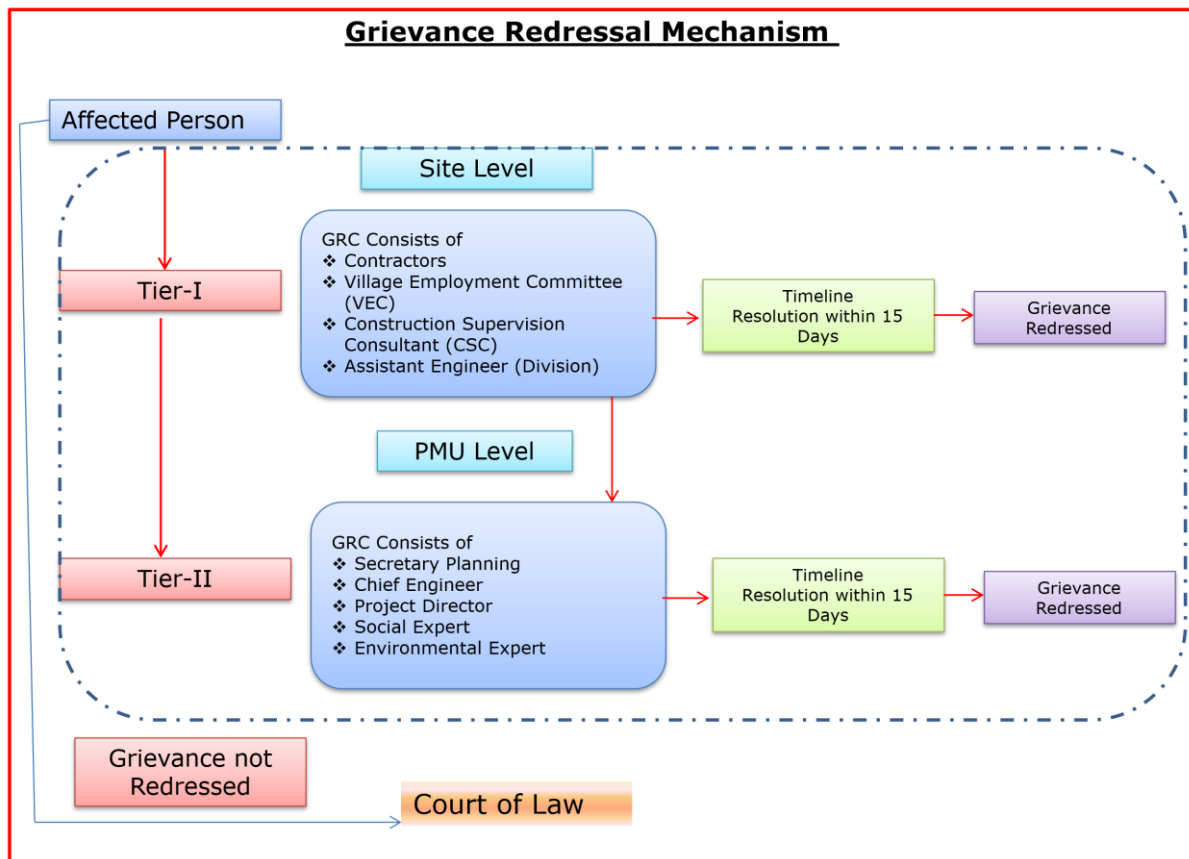 Grievance Redressal Mechanism
Affected Person
Site Level
Tier-I
GRC Consists of
❖ Contractors
❖ Village Employment Committee
(VEC)
❖ Construction Supervision
Consultant (CSC)
❖ Assistant Engineer (Division)
Timeline
Resolution within 15
Days
Grievance
Redressed
PMU Level
Tier-II
GRC Consists of
❖ Secretary Planning
❖ Chief Engineer
❖ Project Director
❖ Social Expert
❖ Environmental Expert
Timeline
Resolution within 15
Days
Grievance
Redressed
Grievance not
Redressed
Court of Law